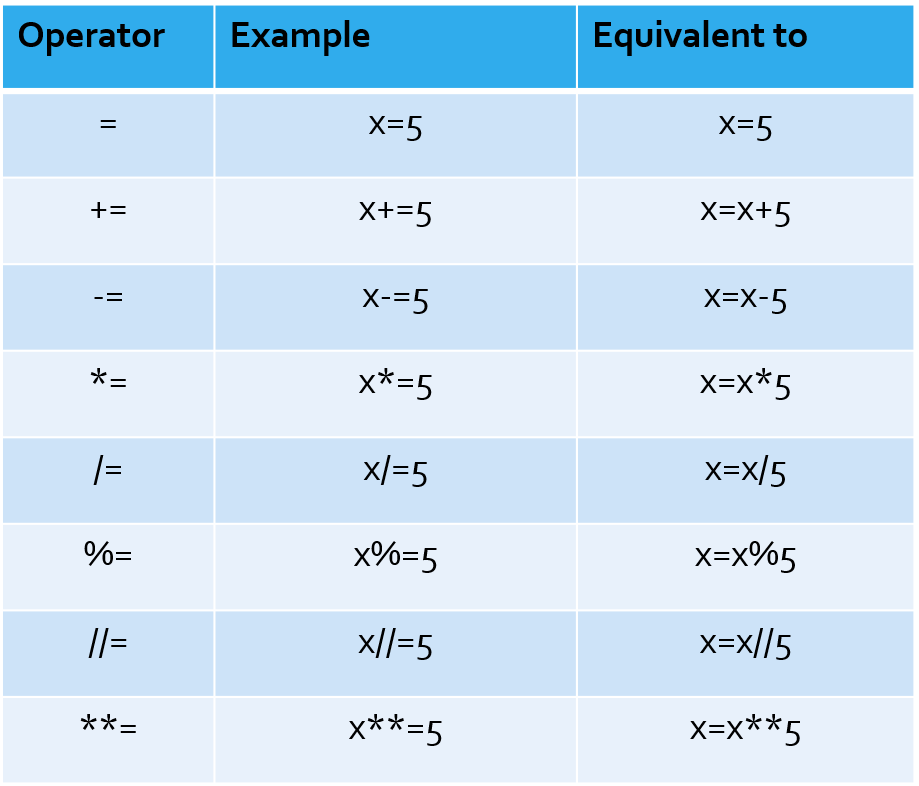 Operator Example Equivalent to
= x=5 x=5
+= x+=5 x=x+5
-= x-=5 x=x-5
*= x*=5 x=x*5
/= x/=5 x=x/5
%= x%=5 x=x%5
//= x//=5 x=x//5
**= x**=5 x=x**5